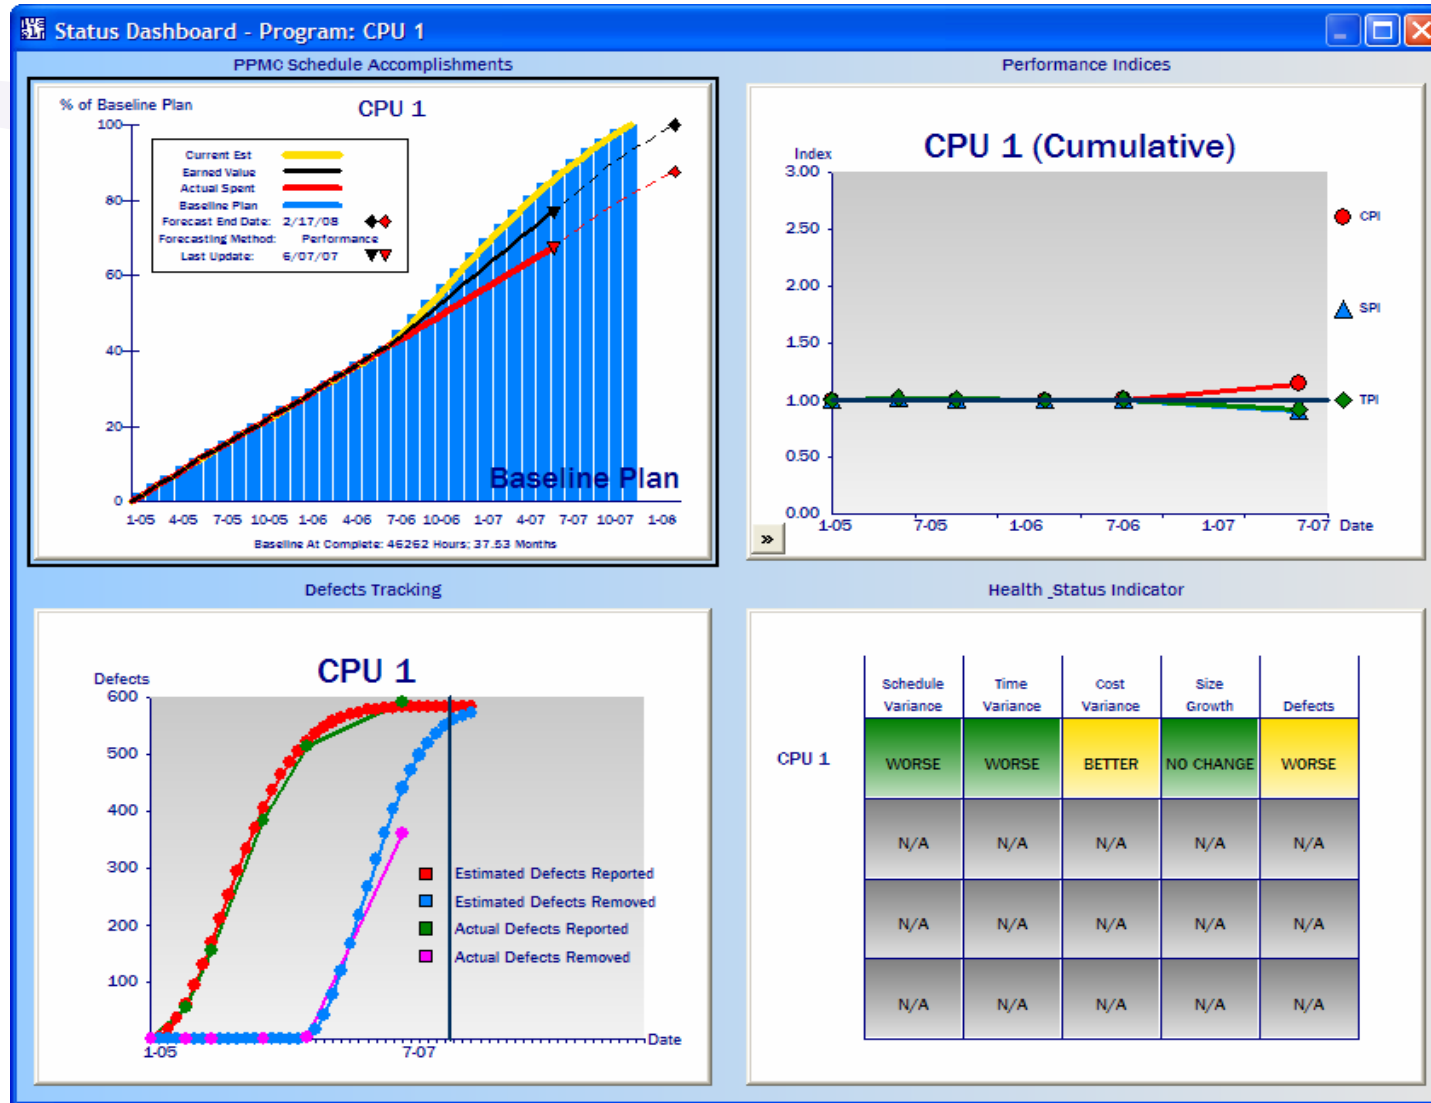 Status Dashboard - Program: CPU 1
PPMC Schedule Accomplishments
% of Baseline Plan
CPU 1
100
80
60
40
20
0
Current Est
Earned Value
Actual Spent
Baseline Plan
Forecast End Date: 2/17/08
Forecasting Method: Performance
Last Update: 6/07/07
Baseline Plan
1-05 4-05 7-05 10-05 1-06 4-06 7-06 10-06 1-07 4-07 7-07 10-07 1-08
Baseline At Complete: 46262 Hours; 37.53 Months
Performance Indices
CPU 1 (Cumulative)
Index
3.00
2.50
2.00
1.50
1.00
0.50
0.00
CPI
SPI
TPI
1-05 7-05 1-06 7-06 1-07 7-07 Date
»
Defects Tracking
CPU 1
Defects
600
500
400
300
200
100
Estimated Defects Reported
Estimated Defects Removed
Actual Defects Reported
Actual Defects Removed
1-05 7-07 Date
Health _Status Indicator
Schedule Variance Time Variance Cost Variance Size Growth Defects
CPU 1 WORSE WORSE BETTER NO CHANGE WORSE
N/A N/A N/A N/A N/A
N/A N/A N/A N/A N/A
N/A N/A N/A N/A N/A